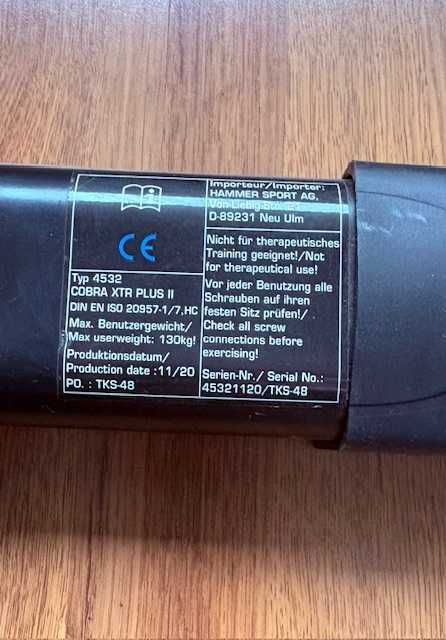 CE
Typ 4532
COBRA XTR PLUS II
DIN EN ISO 20957-1/7,HC
Max. Benutzergewicht/
Max userweight: 130kg!
Produktionsdatum/
Production date :11/20
PO. : TKS-48
Importeur/Importer:
HAMMER SPORT AG,
Von-Liebig-Str.
D-89231 Neu Ulm
Nicht für therapeutisches
Training geeignet!/Not
for therapeutical use!
Vor jeder Benutzung alle
Schrauben auf ihren
festen Sitz prüfen!/
Check all screw
connections before
exercising!
Serien-Nr./ Serial No.:
45321120/TKS-48